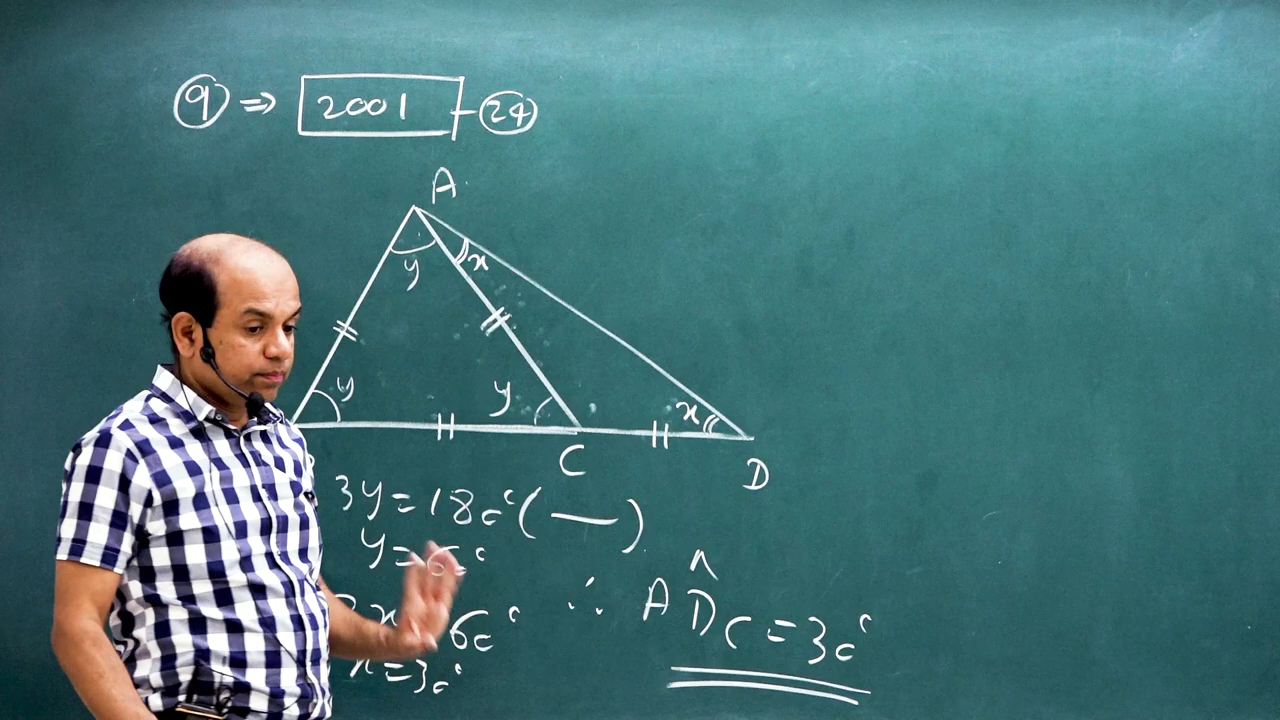 9 ⇒ 2001 - 24
A
y x
y y x
C D
3y = 180° ( — )
y = 60°
60° ∴ AD̂C = 30°
x = 30°